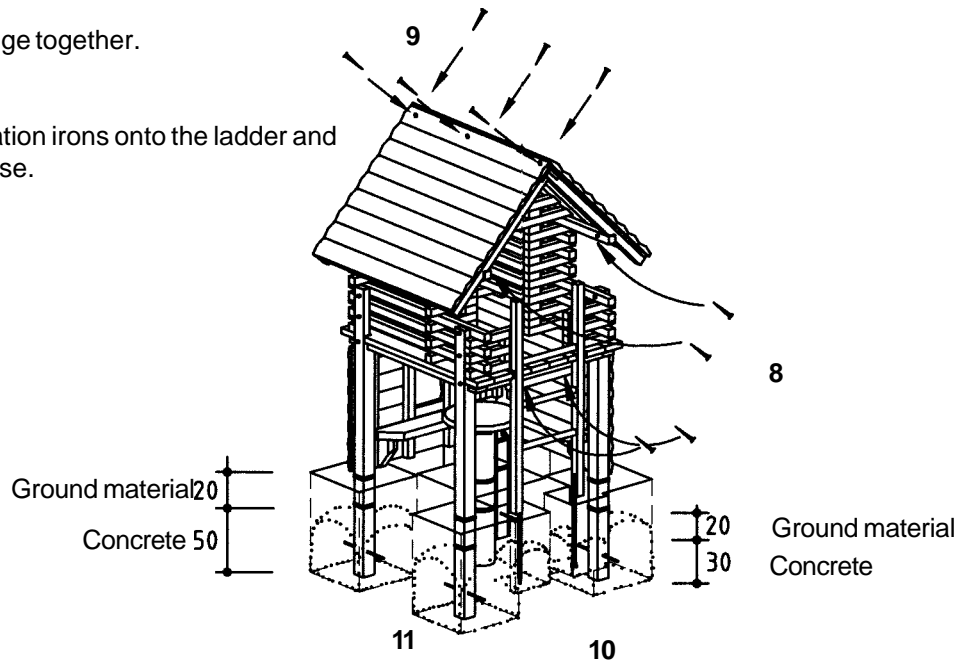 ge together.
9
ation irons onto the ladder and
se.
8
Ground material 20
Concrete 50
20 Ground material
30 Concrete
11
10